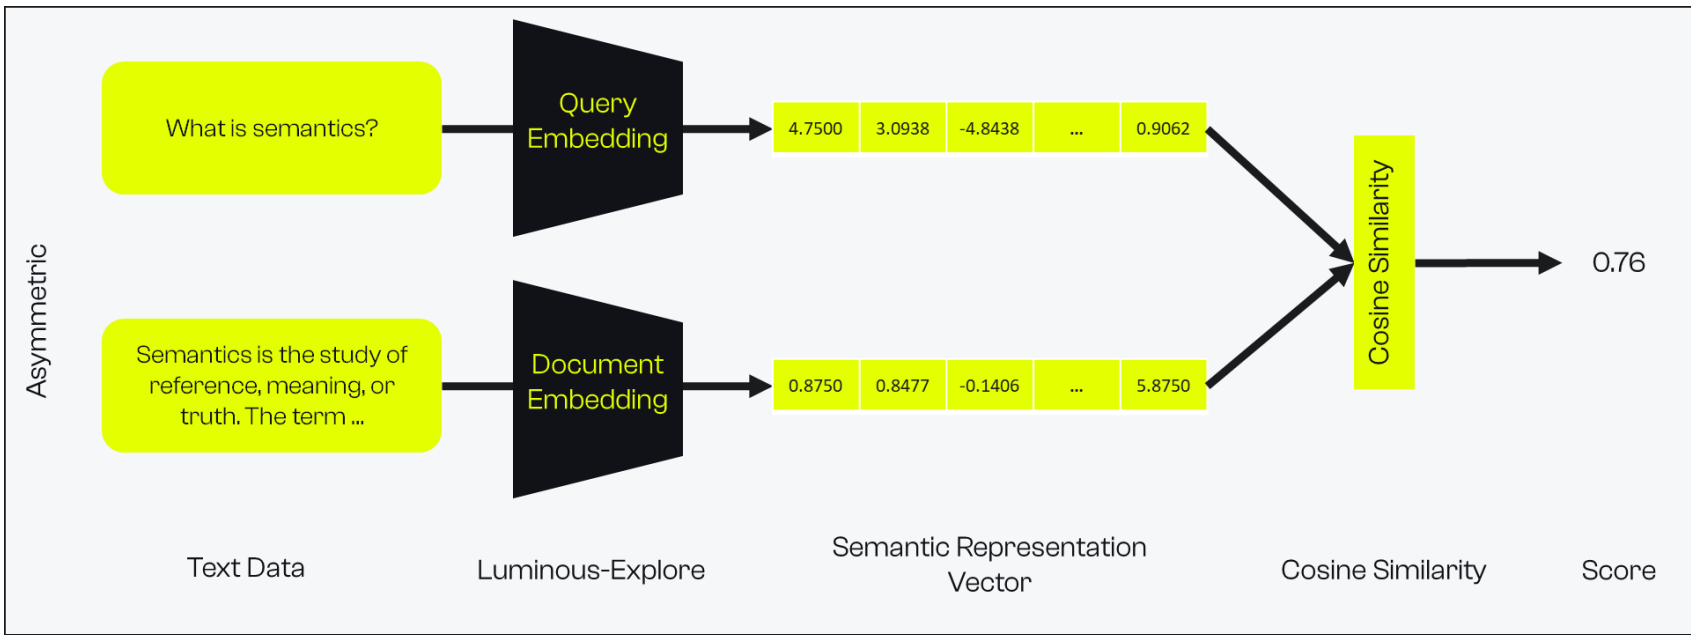 What is semantics?
Query
Embedding
4.7500 3.0938 -4.8438 ... 0.9062
Asymmetric
Semantics is the study of
reference, meaning, or
truth. The term ...
Document
Embedding
0.8750 0.8477 -0.1406 ... 5.8750
Cosine Similarity
0.76
Text Data
Luminous-Explore
Semantic Representation
Vector
Cosine Similarity
Score